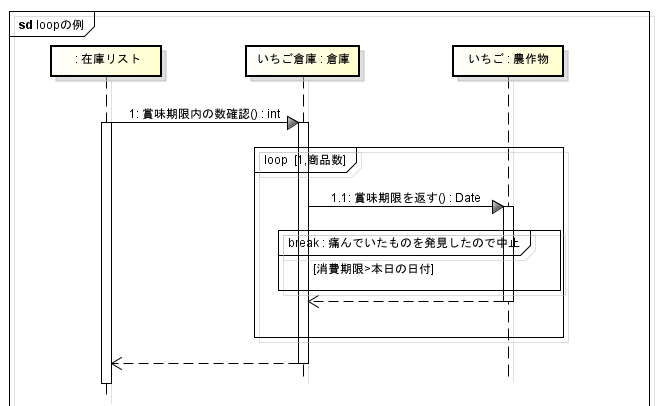 sd loopの例
: 在庫リスト
いちご倉庫 : 倉庫
いちご : 農作物
1: 賞味期限内の数確認() : int
loop [1,商品数]
1.1: 賞味期限を返す() : Date
break : 痛んでいたものを発見したので中止
[消費期限>本日の日付]